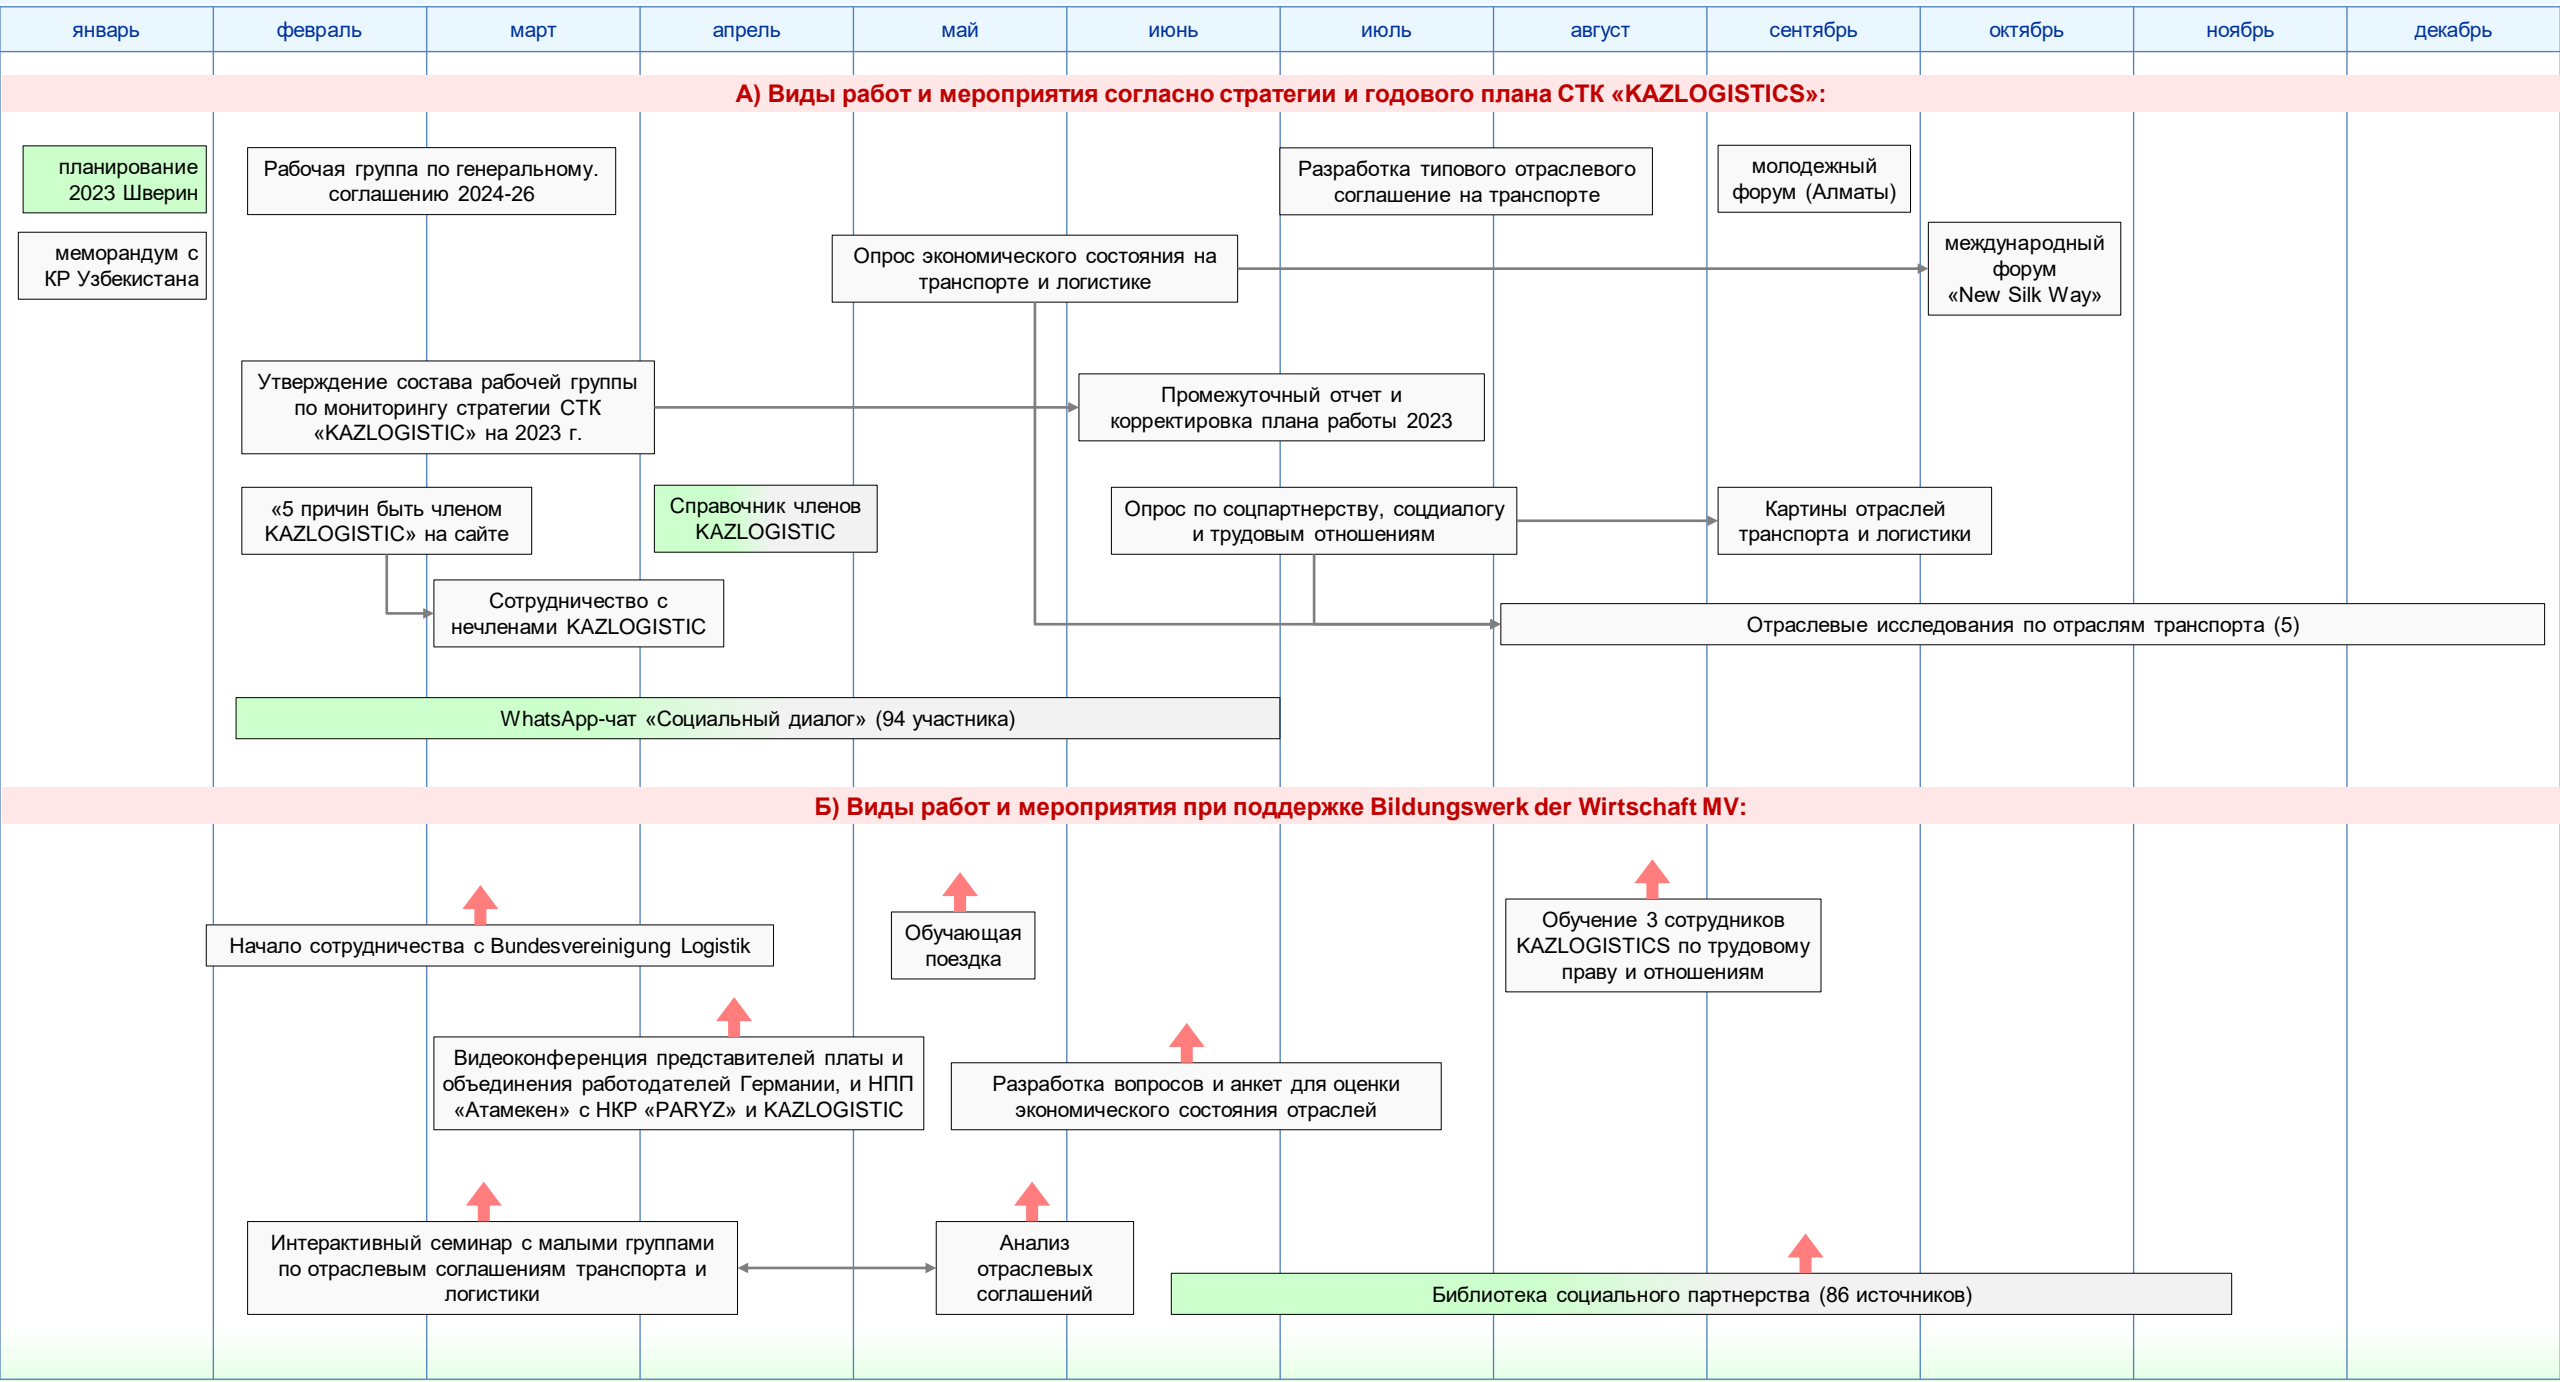 январь
февраль
март
апрель
май
июнь
июль
август
сентябрь
октябрь
ноябрь
декабрь
А) Виды работ и мероприятия согласно стратегии и годового плана СТК «KAZLOGISTICS»:
планирование
2023 Шверин
Рабочая группа по генеральному.
соглашению 2024-26
Разработка типового отраслевого
соглашение на транспорте
молодежный
форум (Алматы)
меморандум с
КР Узбекистана
Опрос экономического состояния на
транспорте и логистике
международный
форум
«New Silk Way»
Утверждение состава рабочей группы
по мониторингу стратегии СТК
«KAZLOGISTIC» на 2023 г.
Промежуточный отчет и
корректировка плана работы 2023
«5 причин быть членом
KAZLOGISTIC» на сайте
Справочник членов
KAZLOGISTIC
Опрос по соцпартнерству, соцдиалогу
и трудовым отношениям
Картины отраслей
транспорта и логистики
Сотрудничество с
нечленами KAZLOGISTIC
Отраслевые исследования по отраслям транспорта (5)
WhatsApp-чат «Социальный диалог» (94 участника)
Б) Виды работ и мероприятия при поддержке Bildungswerk der Wirtschaft MV:
Начало сотрудничества с Bundesvereinigung Logistik
Обучающая
поездка
Обучение 3 сотрудников
KAZLOGISTICS по трудовому
праву и отношениям
Видеоконференция представителей платы и
объединения работодателей Германии, и НПП
«Атамекен» с НКР «PARYZ» и KAZLOGISTIC
Разработка вопросов и анкет для оценки
экономического состояния отраслей
Интерактивный семинар с малыми группами
по отраслевым соглашениям транспорта и
логистики
Анализ
отраслевых
соглашений
Библиотека социального партнерства (86 источников)